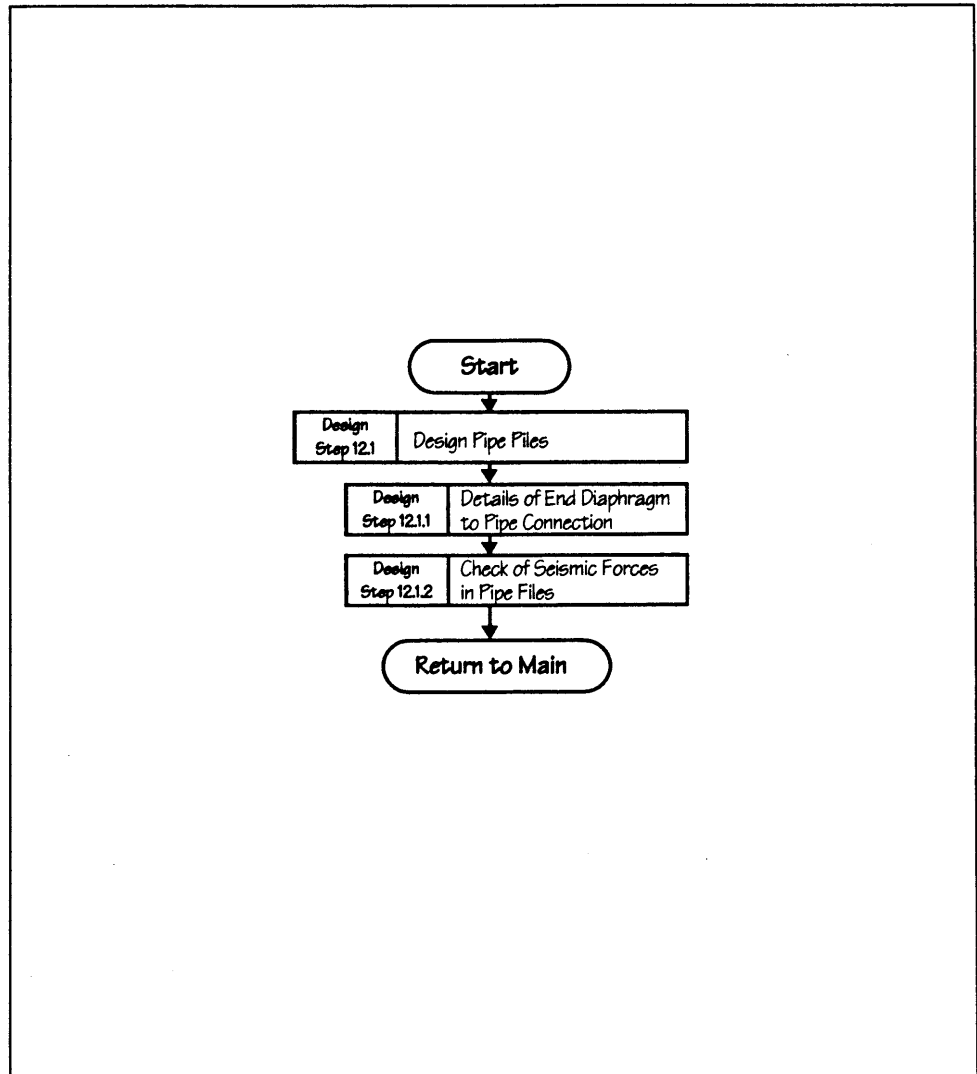 Start
Design
Step 12.1
Design Pipe Piles
Design
Step 12.1.1
Details of End Diaphragm
to Pipe Connection
Design
Step 12.1.2
Check of Seismic Forces
in Pipe Files
Return to Main